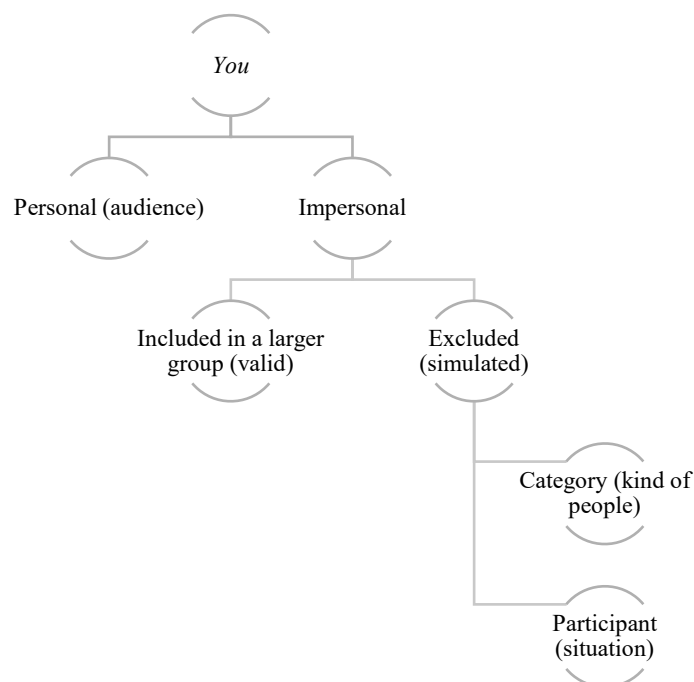 You
Personal (audience)
Impersonal
Included in a larger
group (valid)
Excluded
(simulated)
Category (kind of
people)
Participant
(situation)